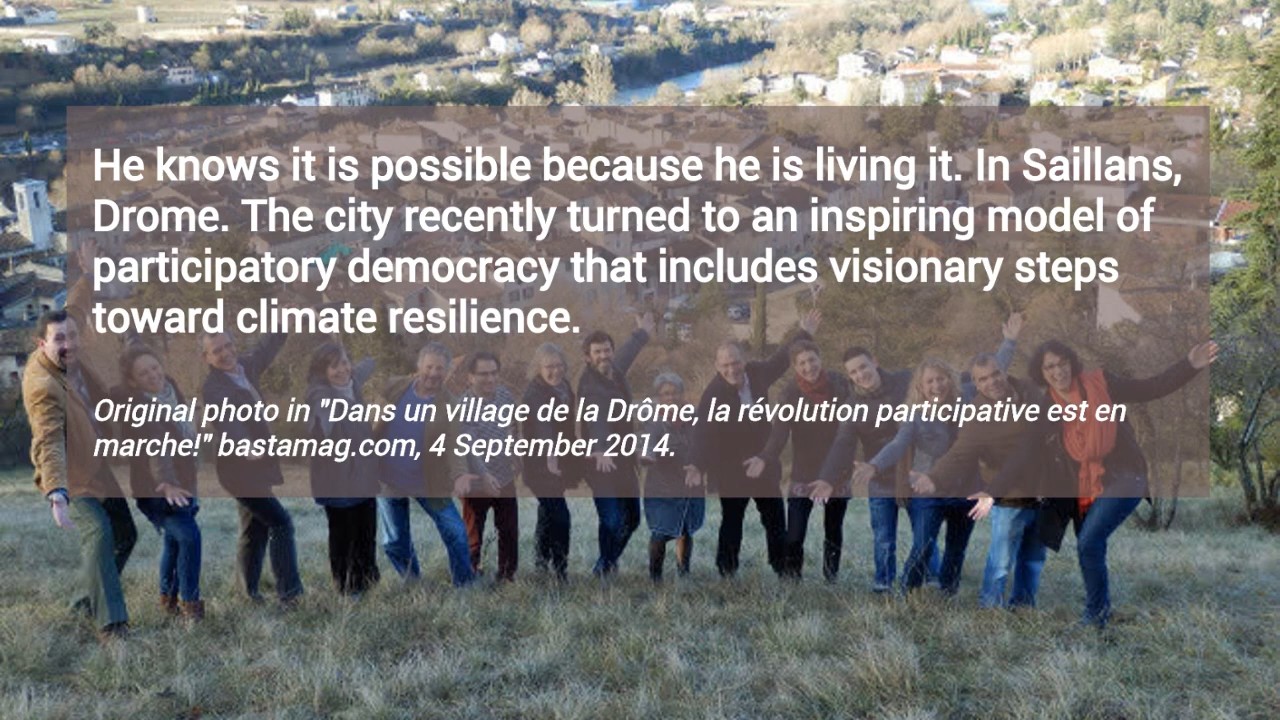 He knows it is possible because he is living it. In Saillans,
Drome. The city recently turned to an inspiring model of
participatory democracy that includes visionary steps
toward climate resilience.
Original photo in "Dans un village de la Drôme, la révolution participative est en
marche!" bastamag.com, 4 September 2014.